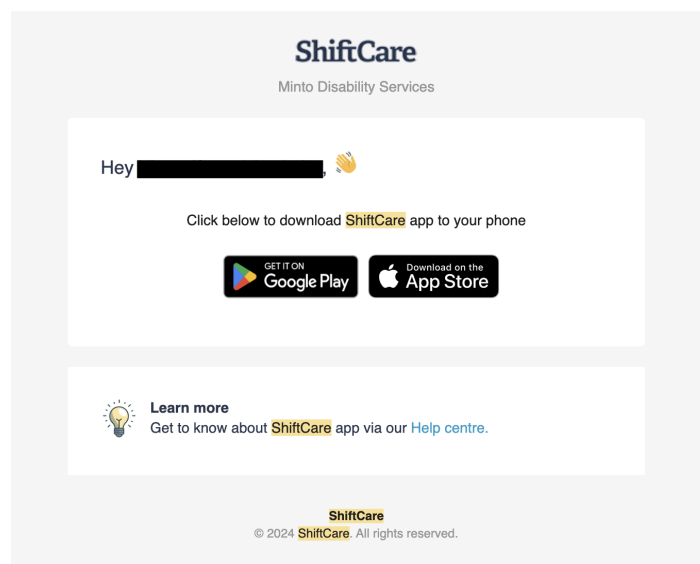 ShiftCare
Minto Disability Services
Hey , 👋
Click below to download ShiftCare app to your phone
GET IT ON
Google Play
Download on the
App Store
Learn more
Get to know about ShiftCare app via our Help centre.
ShiftCare
© 2024 ShiftCare. All rights reserved.